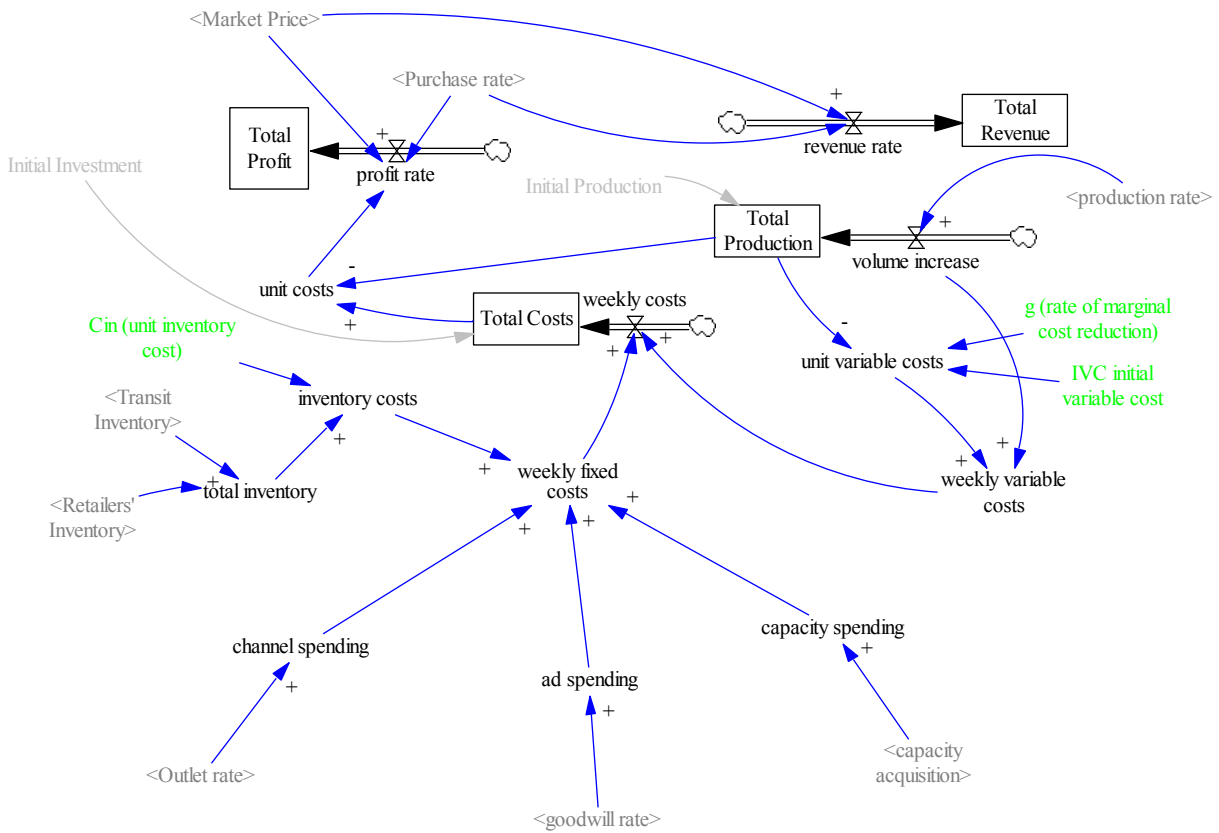 <Market Price>
<Purchase rate>
+
Total
Revenue
revenue rate
Total
Profit
+
profit rate
Initial Investment
Initial Production
<production rate>
Total
Production
+
volume increase
-
unit costs
+
weekly costs
Total Costs
+
+
-
unit variable costs
g (rate of marginal
cost reduction)
IVC initial
variable cost
Cin (unit inventory
cost)
inventory costs
+
<Transit
Inventory>
+
total inventory
<Retailers'
Inventory>
+
weekly fixed
costs
+
+
+
+
+
weekly variable
costs
channel spending
+
ad spending
+
capacity spending
+
<Outlet rate>
<goodwill rate>
<capacity
acquisition>